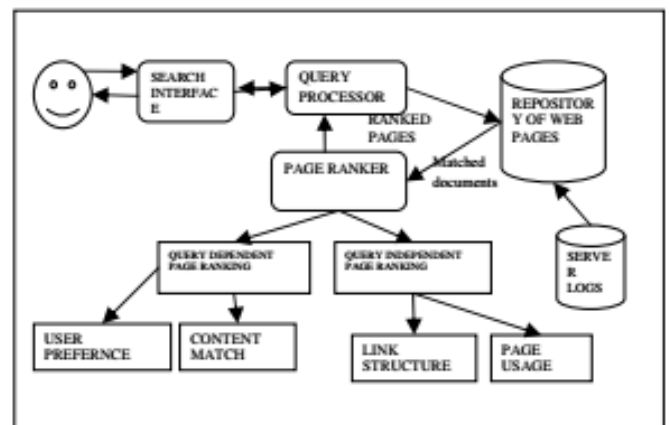 SEARCH
INTERFAC
E
QUERY
PROCESSOR
REPOSITOR
Y OF WEB
PAGES
RANKED
PAGES
PAGE RANKER
Matched
documents
QUERY DEPENDENT
PAGE RANKING
QUERY INDEPENDENT
PAGE RANKING
SERVE
R
LOGS
USER
PREFERNCE
CONTENT
MATCH
LINK
STRUCTURE
PAGE
USAGE